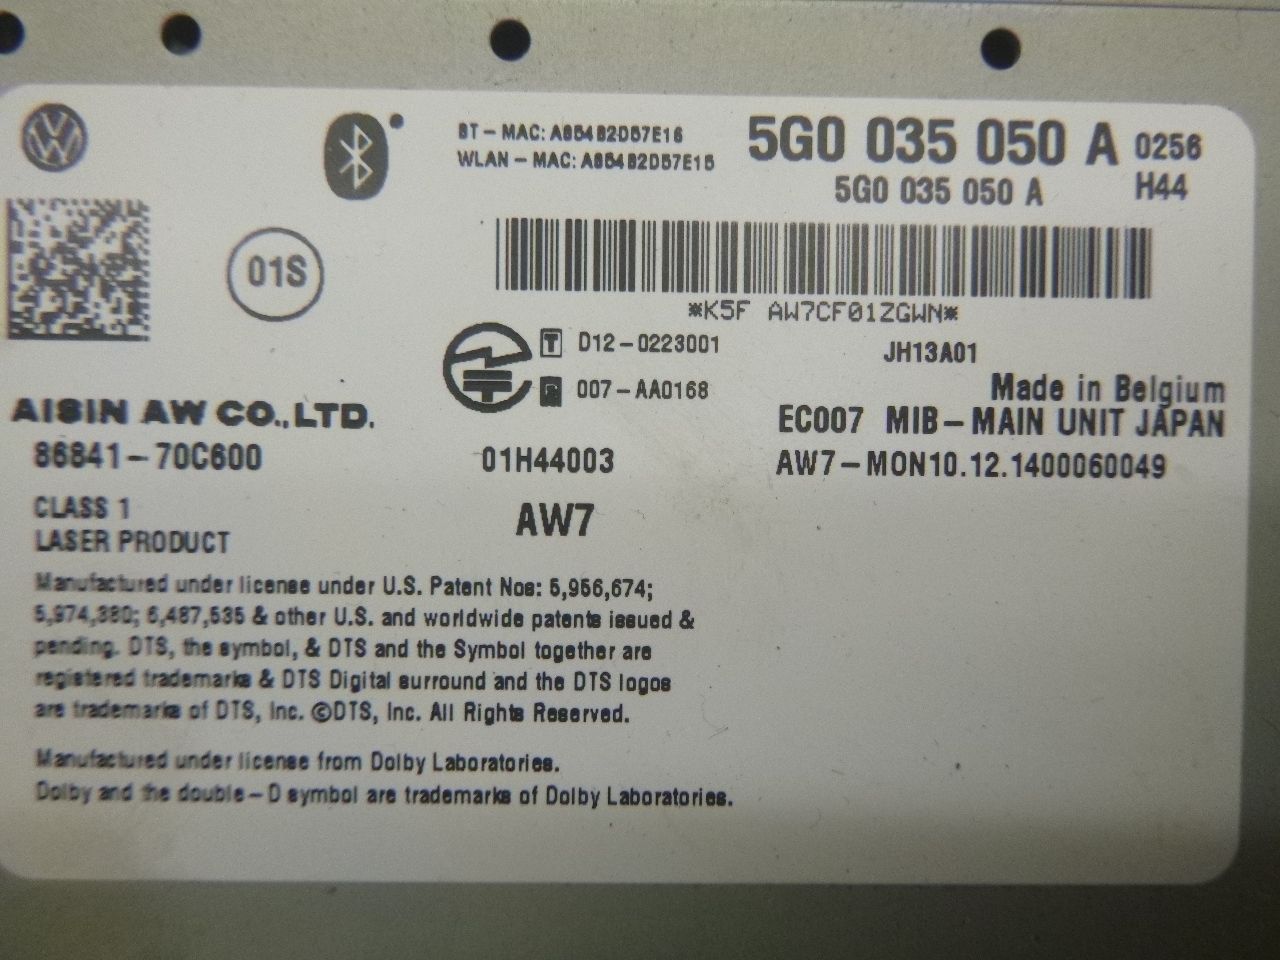 BT-MAC: A85482D57E16
WLAN-MAC: A85482D57E15
5G0 035 050 A 0256
5G0 035 050 A H44
01S
*K5F AW7CF01ZGWN*
T D12-0223001
R 007-AA0168
JH13A01
Made in Belgium
AISIN AW CO.,LTD.
EC007 MIB-MAIN UNIT JAPAN
86841-70C600
01H44003
AW7-MON10.12.1400060049
CLASS 1
LASER PRODUCT
AW7
Manufactured under license under U.S. Patent Nos: 5,956,674;
5,974,380; 6,487,535 & other U.S. and worldwide patents issued &
pending. DTS, the symbol, & DTS and the Symbol together are
registered trademarks & DTS Digital surround and the DTS logos
are trademarks of DTS, Inc. ©DTS, Inc. All Rights Reserved.
Manufactured under license from Dolby Laboratories.
Dolby and the double-D symbol are trademarks of Dolby Laboratories.